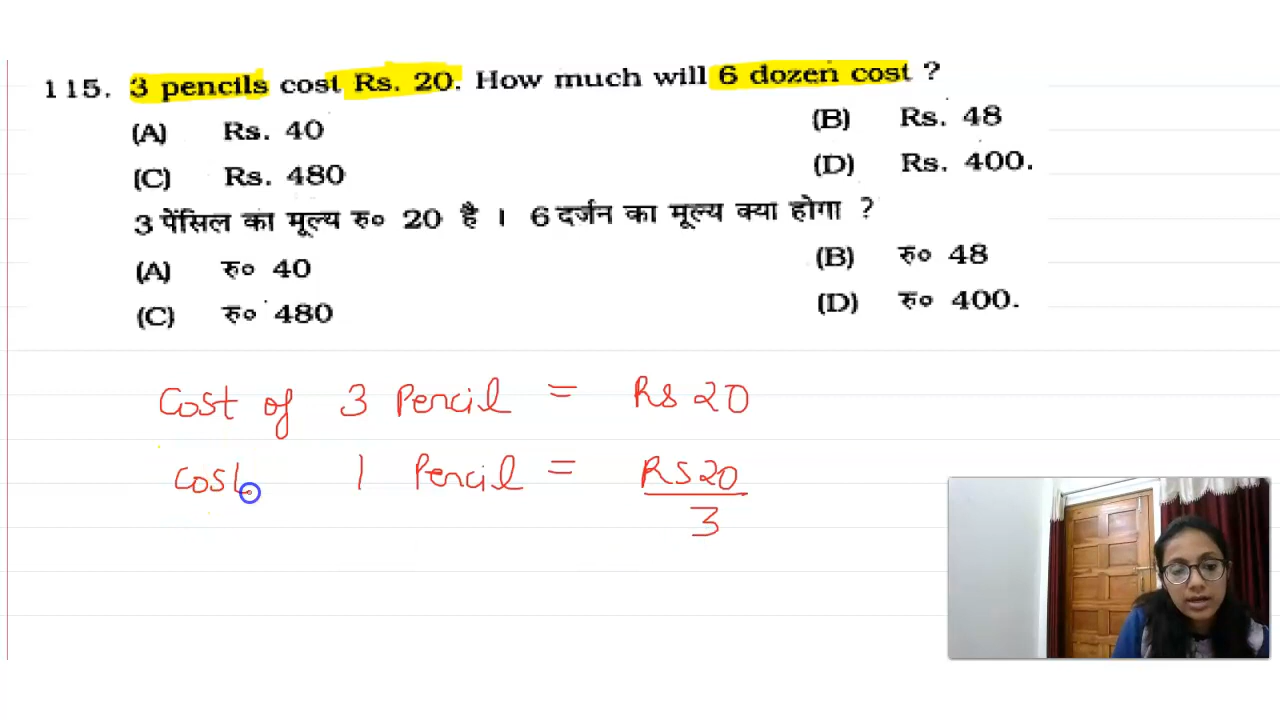 115. 3 pencils cost Rs. 20. How much will 6 dozen cost ?
(A) Rs. 40 (B) Rs. 48
(C) Rs. 480 (D) Rs. 400.
3 पेंसिल का मूल्य रु० 20 है । 6 दर्जन का मूल्य क्या होगा ?
(A) रु० 40 (B) रु० 48
(C) रु० 480 (D) रु० 400.
Cost of 3 Pencil = Rs 20
Cost 1 Pencil = Rs 20
3